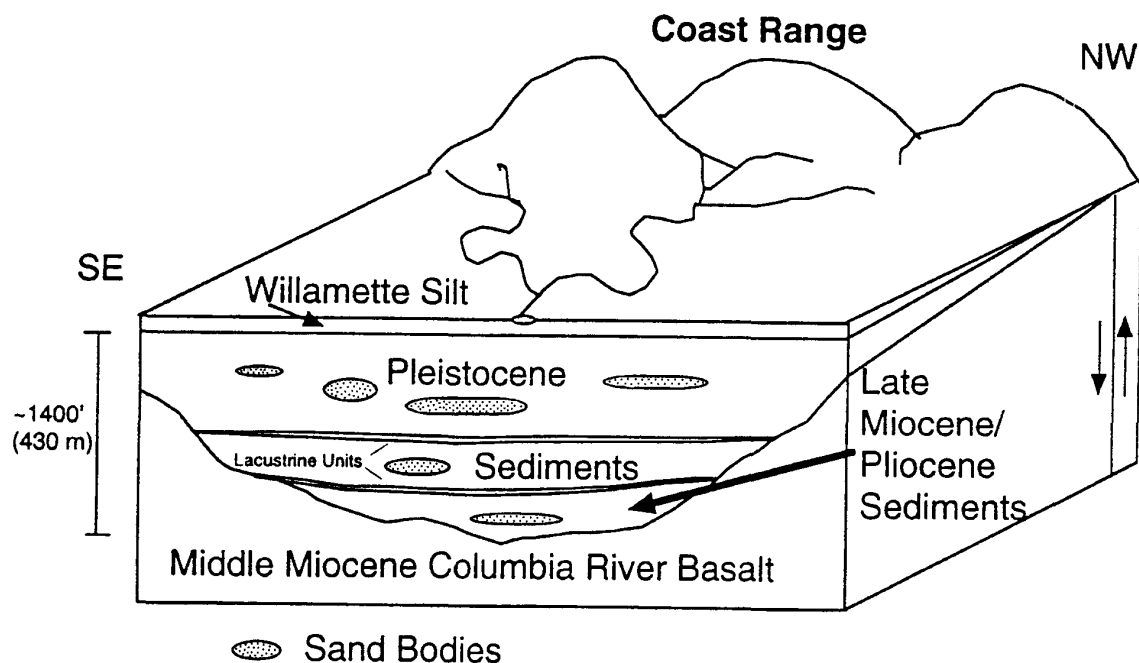 Coast Range
NW
SE
Willamette Silt
Pleistocene
~1400'
(430 m)
Late
Miocene/
Pliocene
Sediments
Lacustrine Units
Sediments
Middle Miocene Columbia River Basalt
Sand Bodies